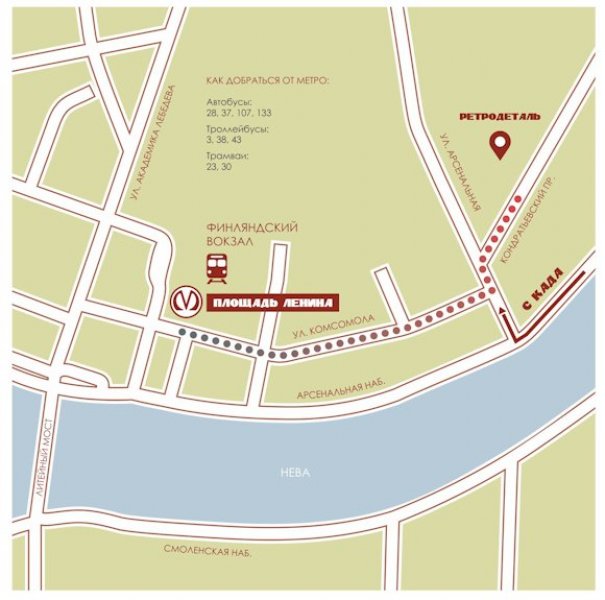 КАК ДОБРАТЬСЯ ОТ МЕТРО:
Автобусы:
28, 37, 107, 133
Троллейбусы:
3, 38, 43
Трамваи:
23, 30
УЛ. АКАДЕМИКА ЛЕБЕДЕВА
РЕТРОДЕТАЛЬ
УЛ. АРСЕНАЛЬНАЯ
КОНДРАТЬЕВСКИЙ ПР.
ФИНЛЯНДСКИЙ
ВОКЗАЛ
ПЛОЩАДЬ ЛЕНИНА
С КАДА
УЛ. КОМСОМОЛА
АРСЕНАЛЬНАЯ НАБ.
ЛИТЕЙНЫЙ МОСТ
НЕВА
СМОЛЕНСКАЯ НАБ.